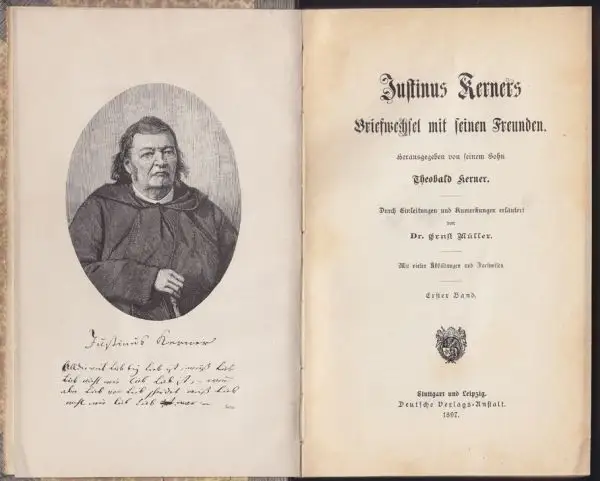 Justinus Kerner
Justinus Kerners
Briefwechsel mit seinen Freunden.
Herausgegeben von seinem Sohn
Theobald Kerner.
Durch Einleitungen und Anmerkungen erläutert
von
Dr. Ernst Müller.
Mit vielen Abbildungen und Facsimiles
Erster Band.
Stuttgart und Leipzig.
Deutsche Verlags-Anstalt.
1897.